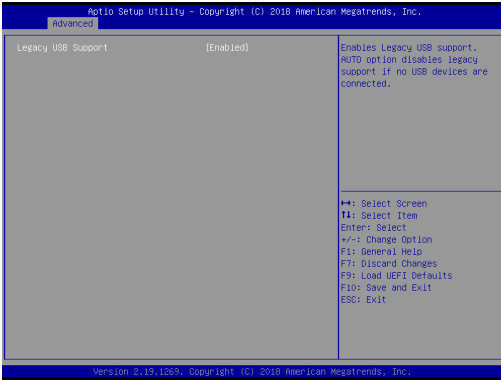 Aptio Setup Utility – Copyright (C) 2018 American Megatrends, Inc.
Advanced
Legacy USB Support [Enabled]
Enables Legacy USB support.
AUTO option disables legacy
support if no USB devices are
connected.
↔: Select Screen
↑↓: Select Item
Enter: Select
+/-: Change Option
F1: General Help
F7: Discard Changes
F9: Load UEFI Defaults
F10: Save and Exit
ESC: Exit
Version 2.19.1269. Copyright (C) 2018 American Megatrends, Inc.